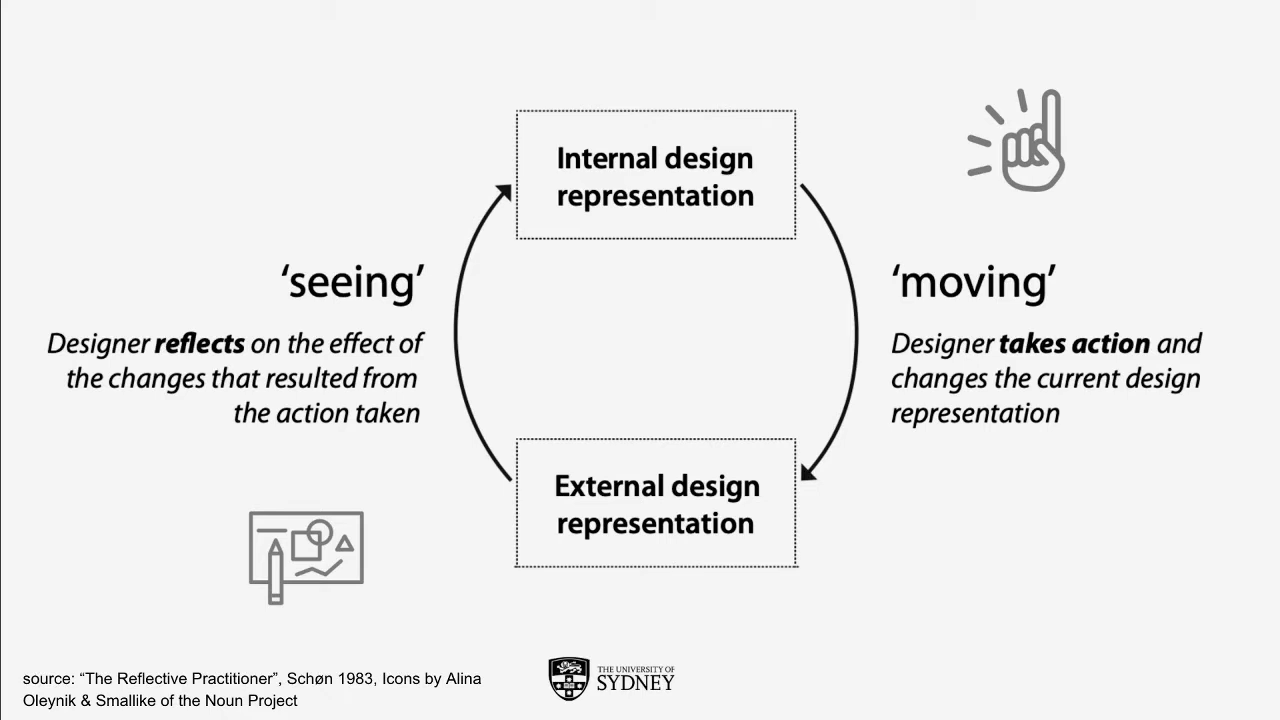 Internal design
representation
‘seeing’
Designer reflects on the effect of
the changes that resulted from
the action taken
‘moving’
Designer takes action and
changes the current design
representation
External design
representation
source: “The Reflective Practitioner”, Schøn 1983, Icons by Alina
Oleynik & Smallike of the Noun Project
THE UNIVERSITY OF
SYDNEY